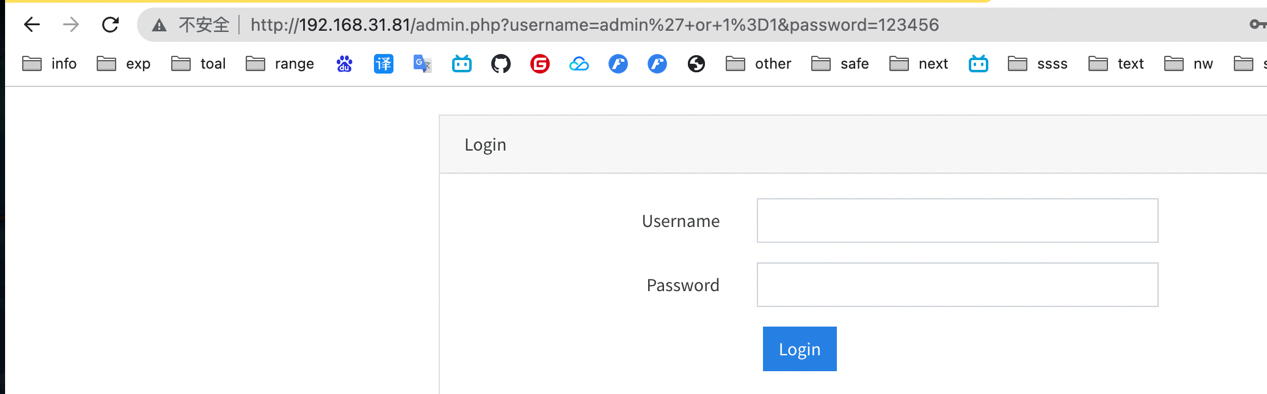 不安全 http://192.168.31.81/admin.php?username=admin%27+or+1%3D1&password=123456
info exp toal range du 译 G other safe next ssss text nw
Login
Username
Password
Login